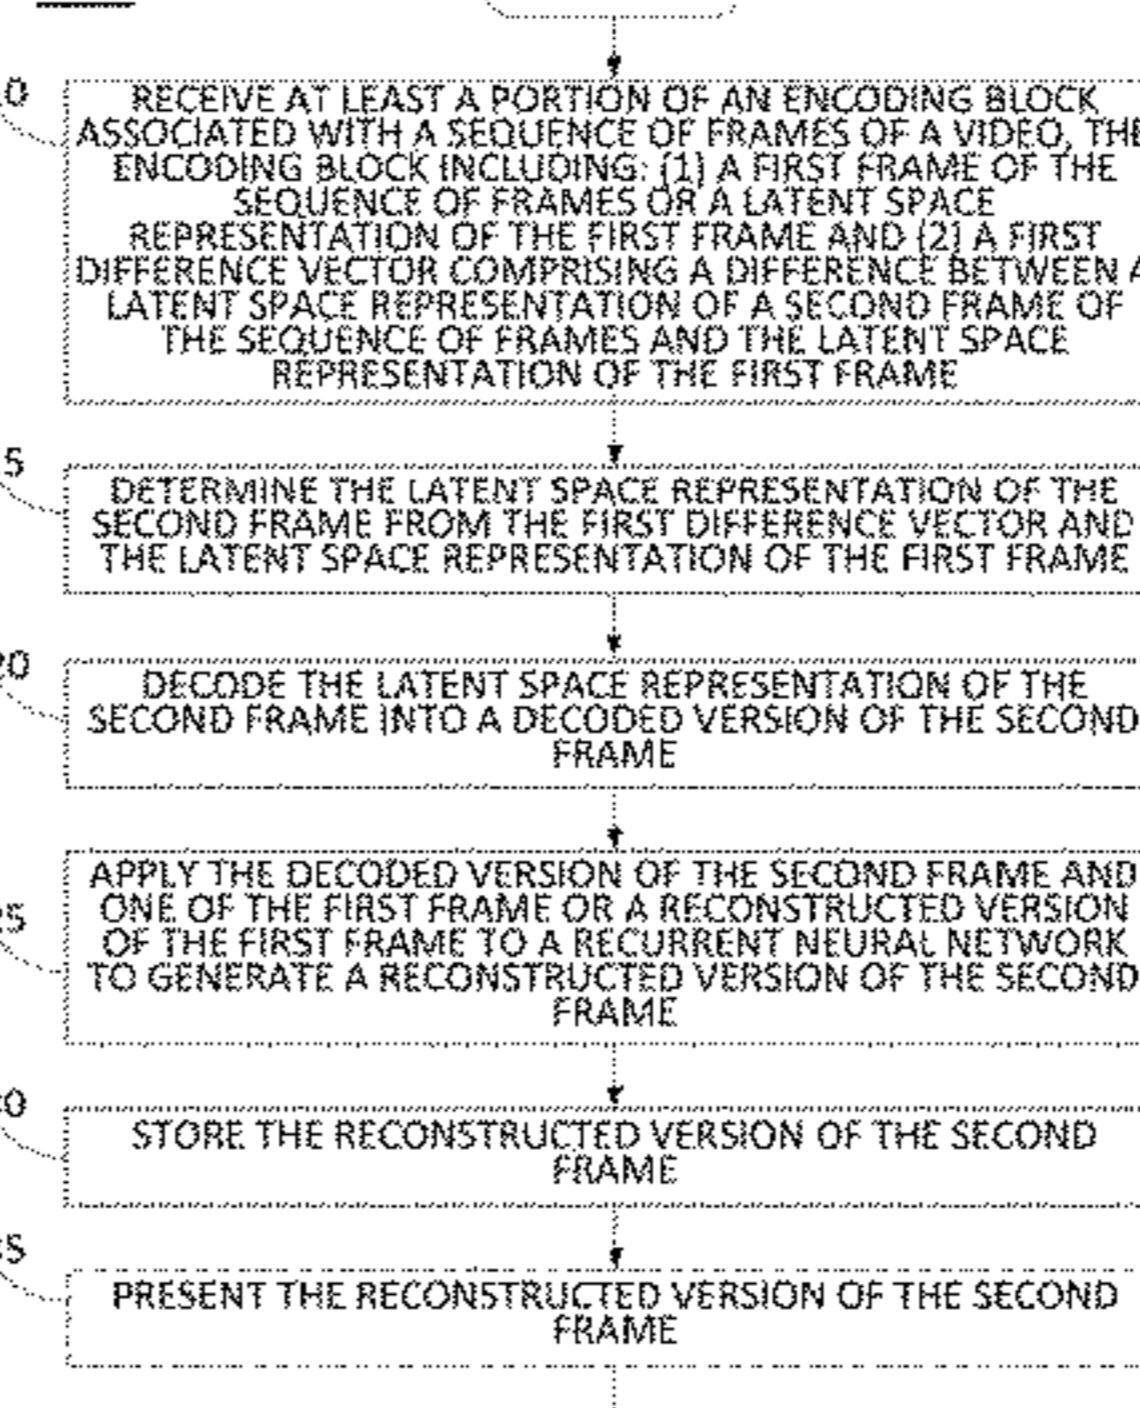 RECEIVE AT LEAST A PORTION OF AN ENCODING BLOCK
ASSOCIATED WITH A SEQUENCE OF FRAMES OF A VIDEO, THE
ENCODING BLOCK INCLUDING: (1) A FIRST FRAME OF THE
SEQUENCE OF FRAMES OR A LATENT SPACE
REPRESENTATION OF THE FIRST FRAME AND (2) A FIRST
DIFFERENCE VECTOR COMPRISING A DIFFERENCE BETWEEN A
LATENT SPACE REPRESENTATION OF A SECOND FRAME OF
THE SEQUENCE OF FRAMES AND THE LATENT SPACE
REPRESENTATION OF THE FIRST FRAME
5
DETERMINE THE LATENT SPACE REPRESENTATION OF THE
SECOND FRAME FROM THE FIRST DIFFERENCE VECTOR AND
THE LATENT SPACE REPRESENTATION OF THE FIRST FRAME
20
DECODE THE LATENT SPACE REPRESENTATION OF THE
SECOND FRAME INTO A DECODED VERSION OF THE SECOND
FRAME
APPLY THE DECODED VERSION OF THE SECOND FRAME AND
ONE OF THE FIRST FRAME OR A RECONSTRUCTED VERSION
OF THE FIRST FRAME TO A RECURRENT NEURAL NETWORK
TO GENERATE A RECONSTRUCTED VERSION OF THE SECOND
FRAME
STORE THE RECONSTRUCTED VERSION OF THE SECOND
FRAME
PRESENT THE RECONSTRUCTED VERSION OF THE SECOND
FRAME